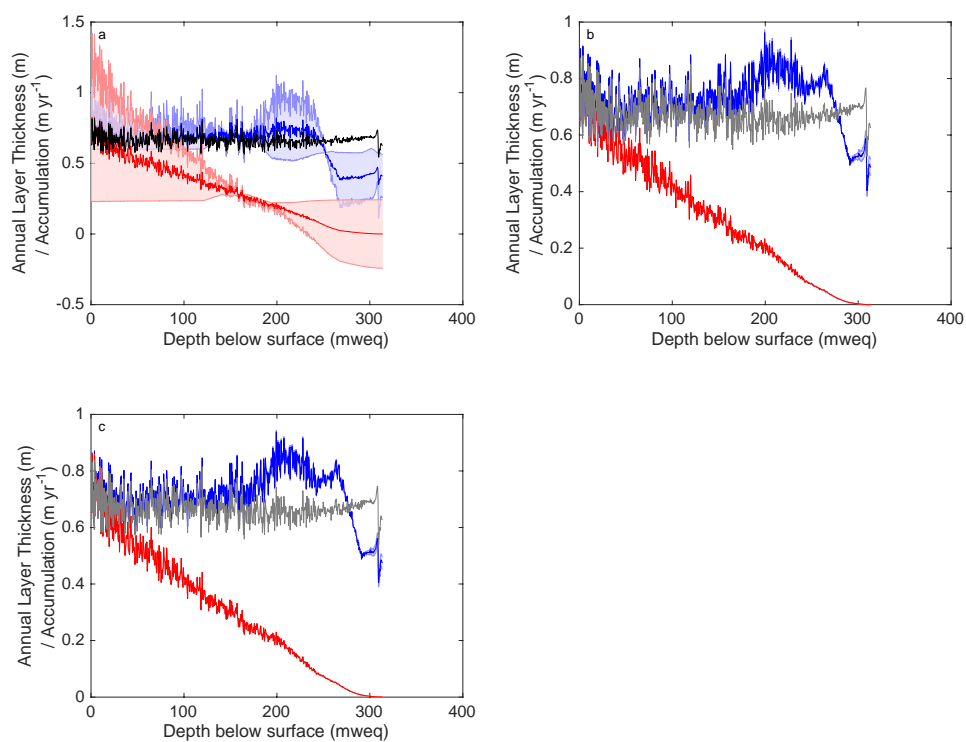 a
1.5
1
0.5
0
-0.5
0
100
200
300
400
Annual Layer Thickness (m)
/ Accumulation (m yr-1)
Depth below surface (mweq)
b
1
0.8
0.6
0.4
0.2
0
0
100
200
300
400
Annual Layer Thickness (m)
/ Accumulation (m yr-1)
Depth below surface (mweq)
c
1
0.8
0.6
0.4
0.2
0
0
100
200
300
400
Annual Layer Thickness (m)
/ Accumulation (m yr-1)
Depth below surface (mweq)